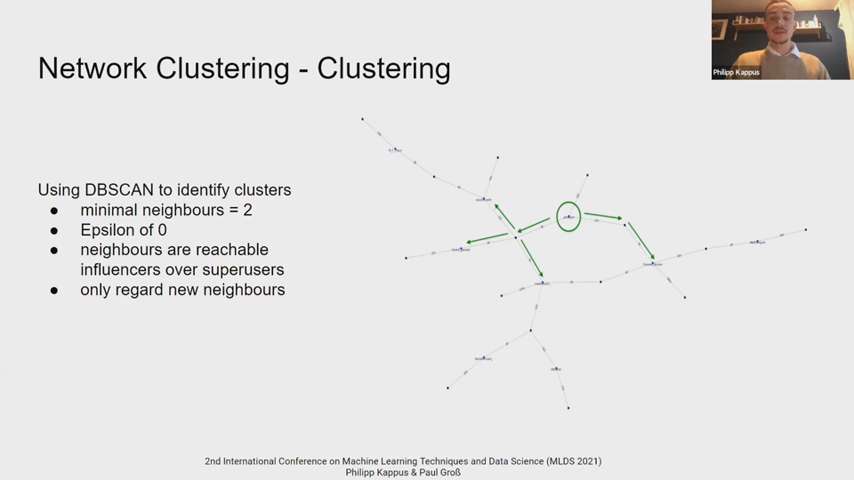 Philipp Kappus
Network Clustering - Clustering
Using DBSCAN to identify clusters
● minimal neighbours = 2
● Epsilon of 0
● neighbours are reachable
influencers over superusers
● only regard new neighbours
2nd International Conference on Machine Learning Techniques and Data Science (MLDS 2021)
Philipp Kappus & Paul Groß